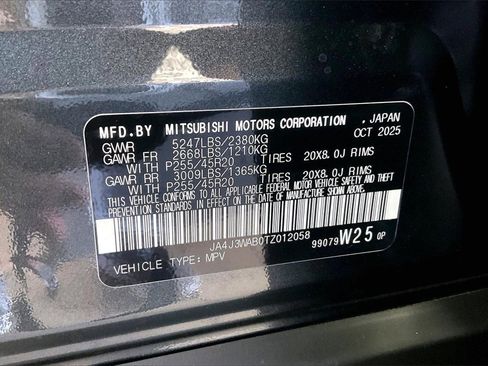 MFD.BY MITSUBISHI MOTORS CORPORATION, JAPAN
GVWR 5247LBS/2380KG OCT 2025
GAWR FR 2668LBS/1210KG
WITH P255/45R20 TIRES 20X8.0J RIMS
GAWR RR 3009LBS/1365KG
WITH P255/45R20 TIRES 20X8.0J RIMS
THIS VEHICLE CONFORMS TO ALL APPLICABLE FEDERAL MOTOR VEHICLE SAFETY AND THEFT
PREVENTION STANDARDS IN EFFECT ON THE DATE OF MANUFACTURE SHOWN ABOVE.
JA4J3WAB0TZ012058
99079 W25 0P
VEHICLE TYPE: MPV